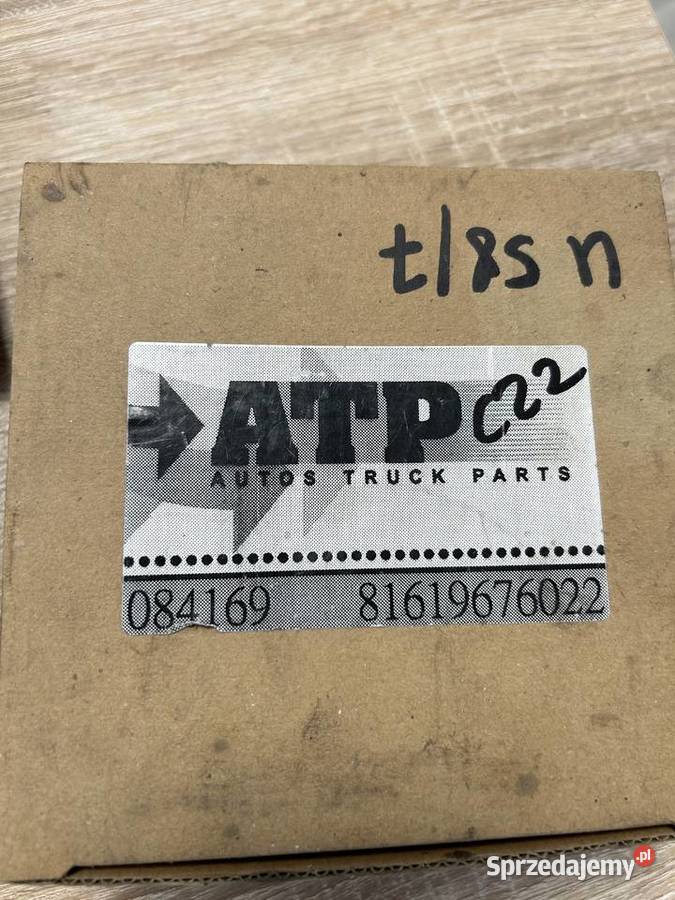 t/85 n
ATP C22
AUTOS TRUCK PARTS
084169 81619676022
Sprzedajemy.pl